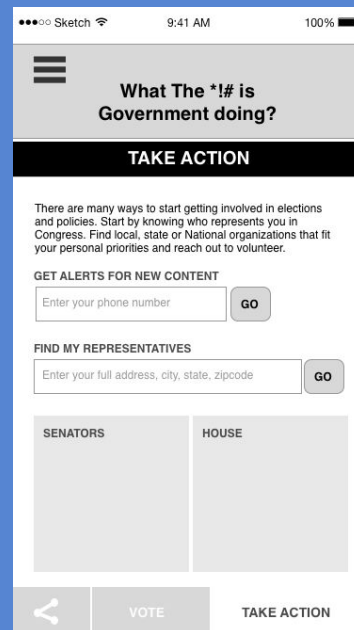 Sketch 9:41 AM 100%
What The *!# is
Government doing?
TAKE ACTION
There are many ways to start getting involved in elections
and policies. Start by knowing who represents you in
Congress. Find local, state or National organizations that fit
your personal priorities and reach out to volunteer.
GET ALERTS FOR NEW CONTENT
Enter your phone number GO
FIND MY REPRESENTATIVES
Enter your full address, city, state, zipcode GO
SENATORS HOUSE
VOTE TAKE ACTION